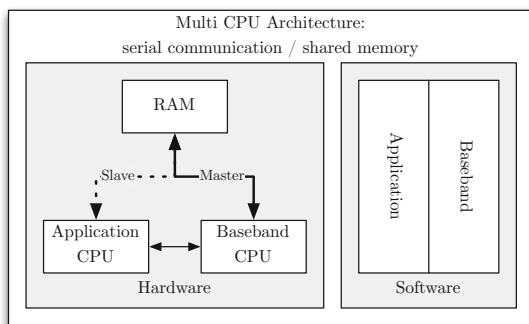 Multi CPU Architecture:
serial communication / shared memory
RAM
Slave
Master
Application
CPU
Baseband
CPU
Hardware
Application
Baseband
Software